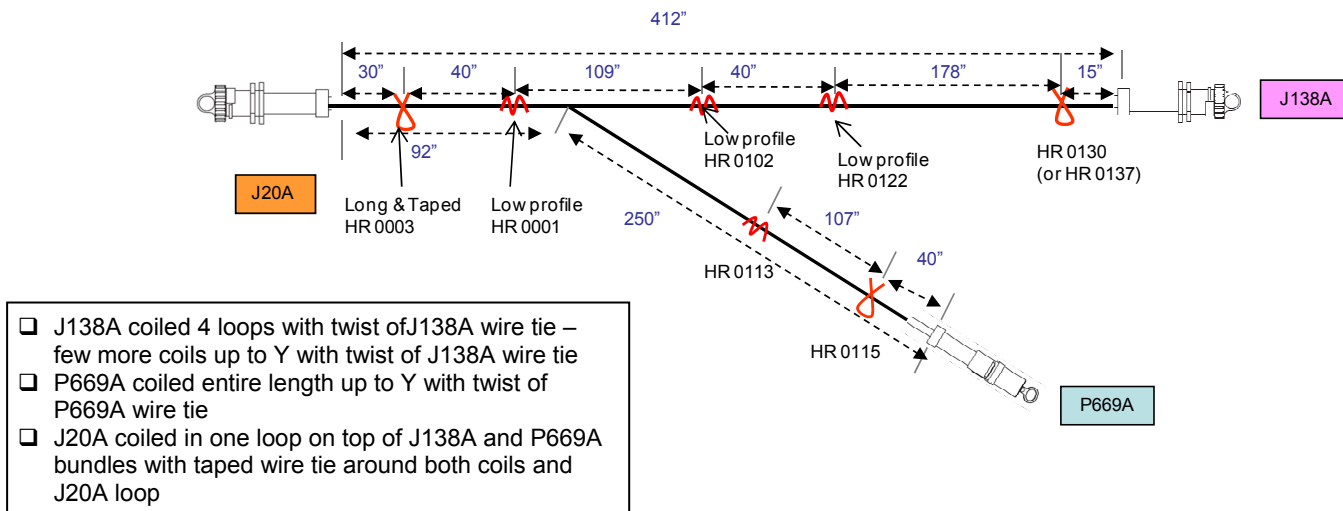 412”
30”
40”
109”
40”
178”
15”
J138A
92”
Low profile
HR 0102
Low profile
HR 0122
HR 0130
(or HR 0137)
J20A
Long & Taped
HR 0003
Low profile
HR 0001
250”
107”
40”
HR 0113
HR 0115
P669A
❑ J138A coiled 4 loops with twist ofJ138A wire tie –
few more coils up to Y with twist of J138A wire tie
❑ P669A coiled entire length up to Y with twist of
P669A wire tie
❑ J20A coiled in one loop on top of J138A and P669A
bundles with taped wire tie around both coils and
J20A loop